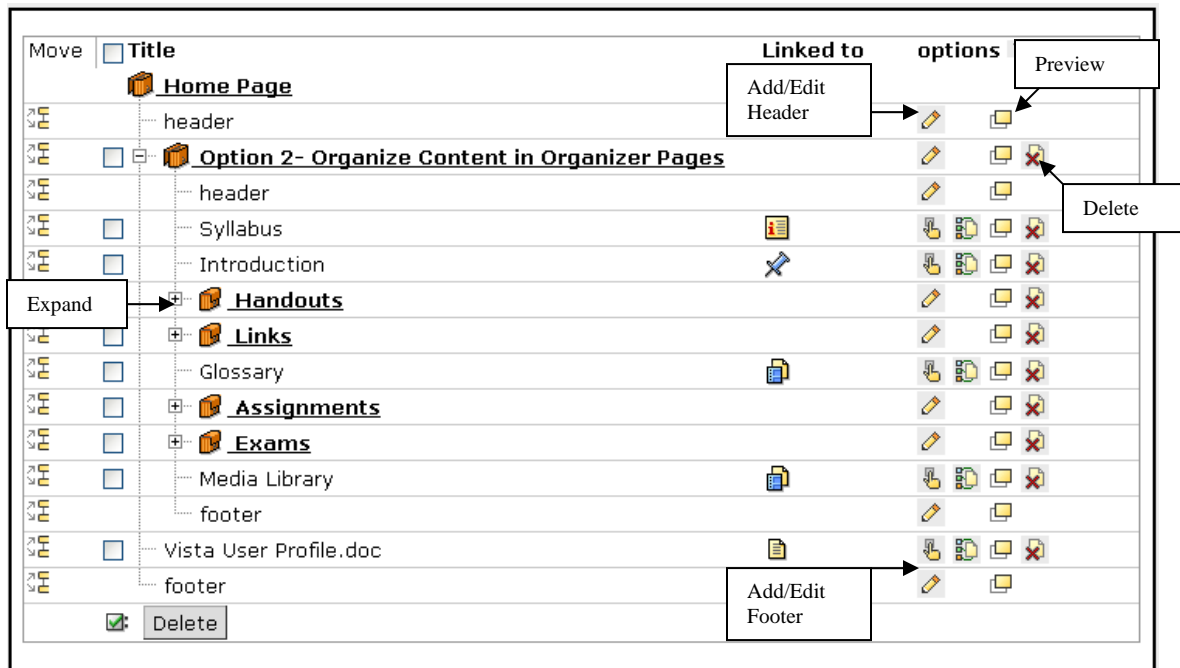 Move Title Linked to options
Preview
Home Page
Add/Edit
Header
header
Option 2- Organize Content in Organizer Pages
header
Delete
Syllabus
Introduction
Expand
Handouts
Links
Glossary
Assignments
Exams
Media Library
footer
Vista User Profile.doc
footer
Add/Edit
Footer
Delete